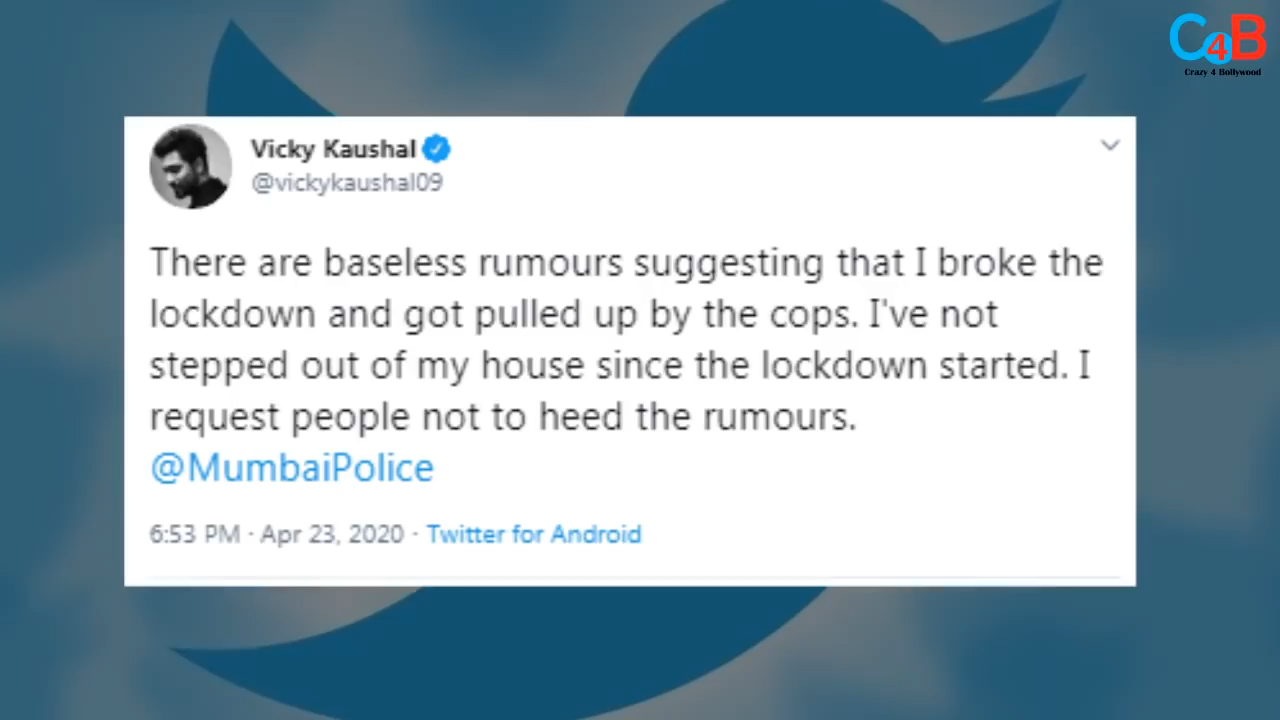 C4B
Crazy 4 Bollywood
Vicky Kaushal
@vickykaushal09
There are baseless rumours suggesting that I broke the
lockdown and got pulled up by the cops. I've not
stepped out of my house since the lockdown started. I
request people not to heed the rumours.
@MumbaiPolice
6:53 PM · Apr 23, 2020 · Twitter for Android